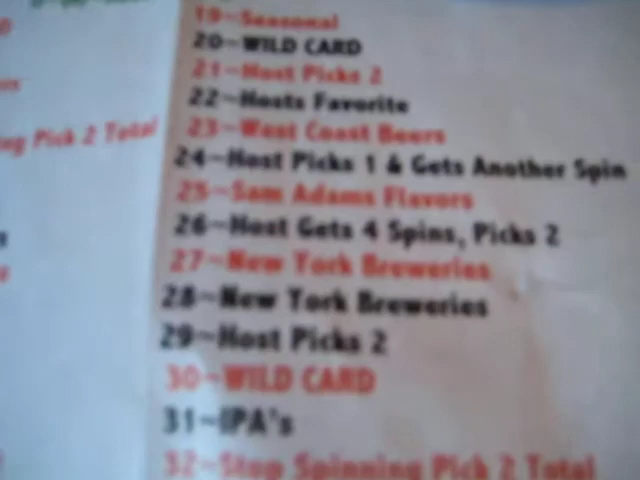 19-Seasonal
20-WILD CARD
21-Host Picks 2
22-Hosts Favorite
23-West Coast Beers
ng Pick 2 Total
24-Host Picks 1 & Gets Another Spin
25-Sam Adams Flavors
26-Host Gets 4 Spins, Picks 2
27-New York Breweries
28-New York Breweries
29-Host Picks 2
30-WILD CARD
31-IPA's
32-Stop Spinning Pick 2 Total